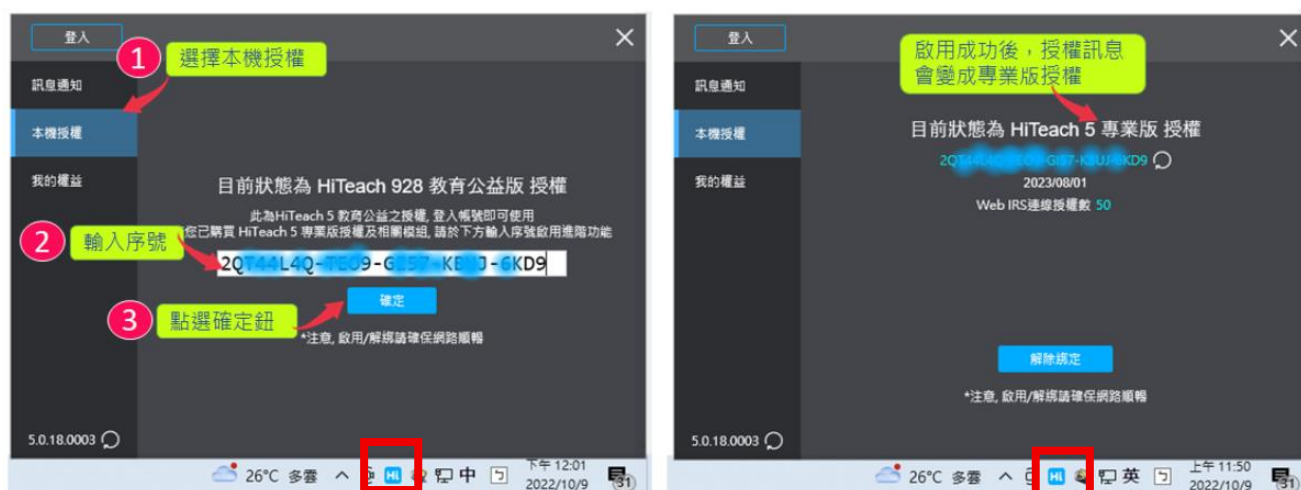 登入
1
選擇本機授權
訊息通知
本機授權
我的權益
目前狀態為 HiTeach 928 教育公益版 授權
此為HiTeach 5 教育公益之授權, 登入帳號即可使用
您已購買 HiTeach 5 專業版授權及相關模組, 請於下方輸入序號啟用進階功能
2
輸入序號
確定
3
點選確定鈕
*注意, 啟用/解綁請確保網路順暢
5.0.18.0003
26°C 多雲
Hi
中
下午 12:01
2022/10/9
31
登入
啟用成功後，授權訊息
會變成專業版授權
訊息通知
本機授權
我的權益
目前狀態為 HiTeach 5 專業版 授權
2023/08/01
Web IRS連線授權數 50
解除綁定
*注意, 啟用/解綁請確保網路順暢
5.0.18.0003
26°C 多雲
Hi
英
上午 11:50
2022/10/9
31